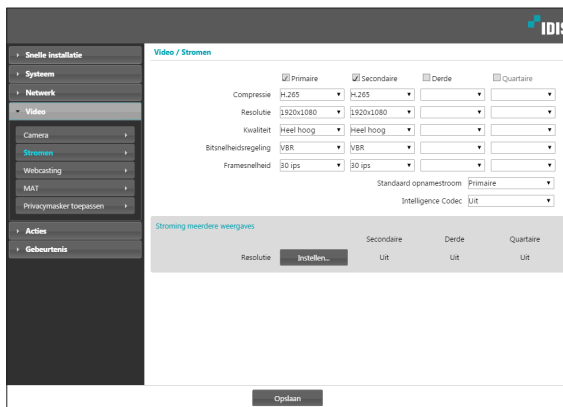 IDIS
Snelle installatie
Systeem
Netwerk
Video
Camera
Stromen
Webcasting
MAT
Privacymasker toepassen
Acties
Gebeurtenis
Video / Stromen
Primaire Secondaire Derde Quartaire
Compressie H.265 H.265
Resolutie 1920x1080 1920x1080
Kwaliteit Heel hoog Heel hoog
Bitsnelheidsregeling VBR VBR
Framesnelheid 30 ips 30 ips
Standaard opnamestroom Primaire
Intelligence Codec Uit
Stroming meerdere weergaves
Secondaire Derde Quartaire
Resolutie Instellen... Uit Uit Uit
Opslaan